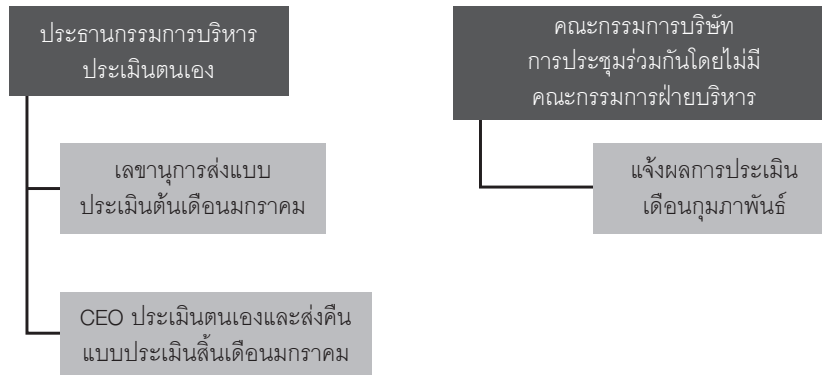 ประธานกรรมการบริหาร
ประเมินตนเอง
เลขานุการส่งแบบ
ประเมินต้นเดือนมกราคม
CEO ประเมินตนเองและส่งคืน
แบบประเมินสิ้นเดือนมกราคม
คณะกรรมการบริษัท
การประชุมร่วมกันโดยไม่มี
คณะกรรมการฝ่ายบริหาร
แจ้งผลการประเมิน
เดือนกุมภาพันธ์